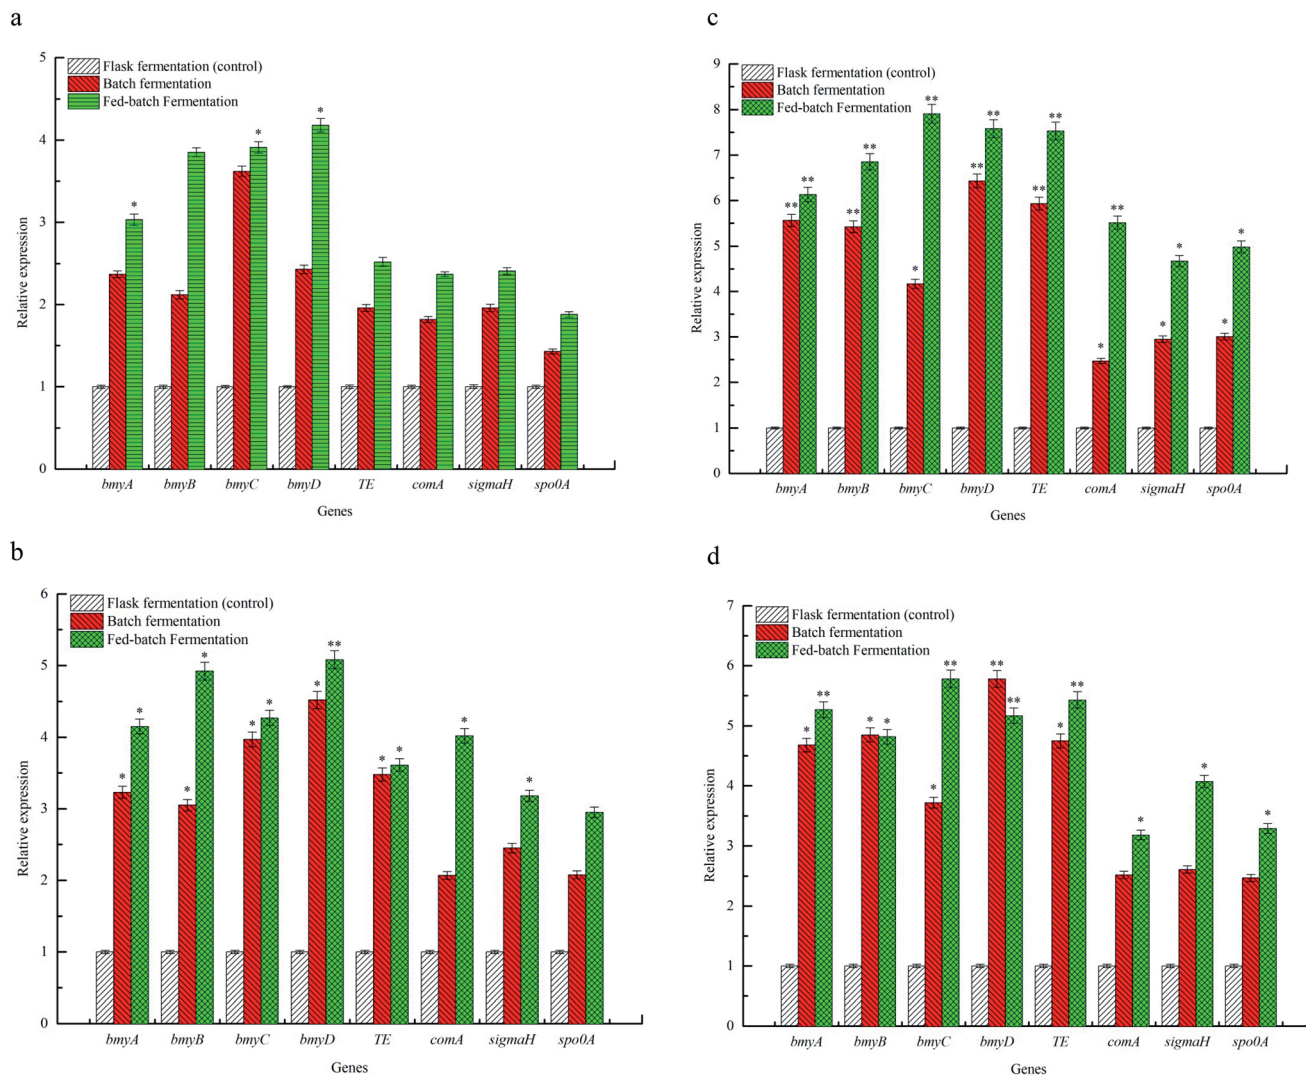 a
5
4
3
2
1
0
Relative expression
Flask fermentation (control)
Batch fermentation
Fed-batch Fermentation
* * *
bmyA bmyB bmyC bmyD TE comA sigmaH spo0A
Genes
b
6
5
4
3
2
1
0
Relative expression
Flask fermentation (control)
Batch fermentation
Fed-batch Fermentation
* * * * * * * ** * * * *
bmyA bmyB bmyC bmyD TE comA sigmaH spo0A
Genes
c
9
8
7
6
5
4
3
2
1
0
Relative expression
Flask fermentation (control)
Batch fermentation
Fed-batch Fermentation
** ** ** ** * ** ** ** ** ** * ** * * * *
bmyA bmyB bmyC bmyD TE comA sigmaH spo0A
Genes
d
7
6
5
4
3
2
1
0
Relative expression
Flask fermentation (control)
Batch fermentation
Fed-batch Fermentation
* ** * * * ** ** ** * ** * * *
bmyA bmyB bmyC bmyD TE comA sigmaH spo0A
Genes